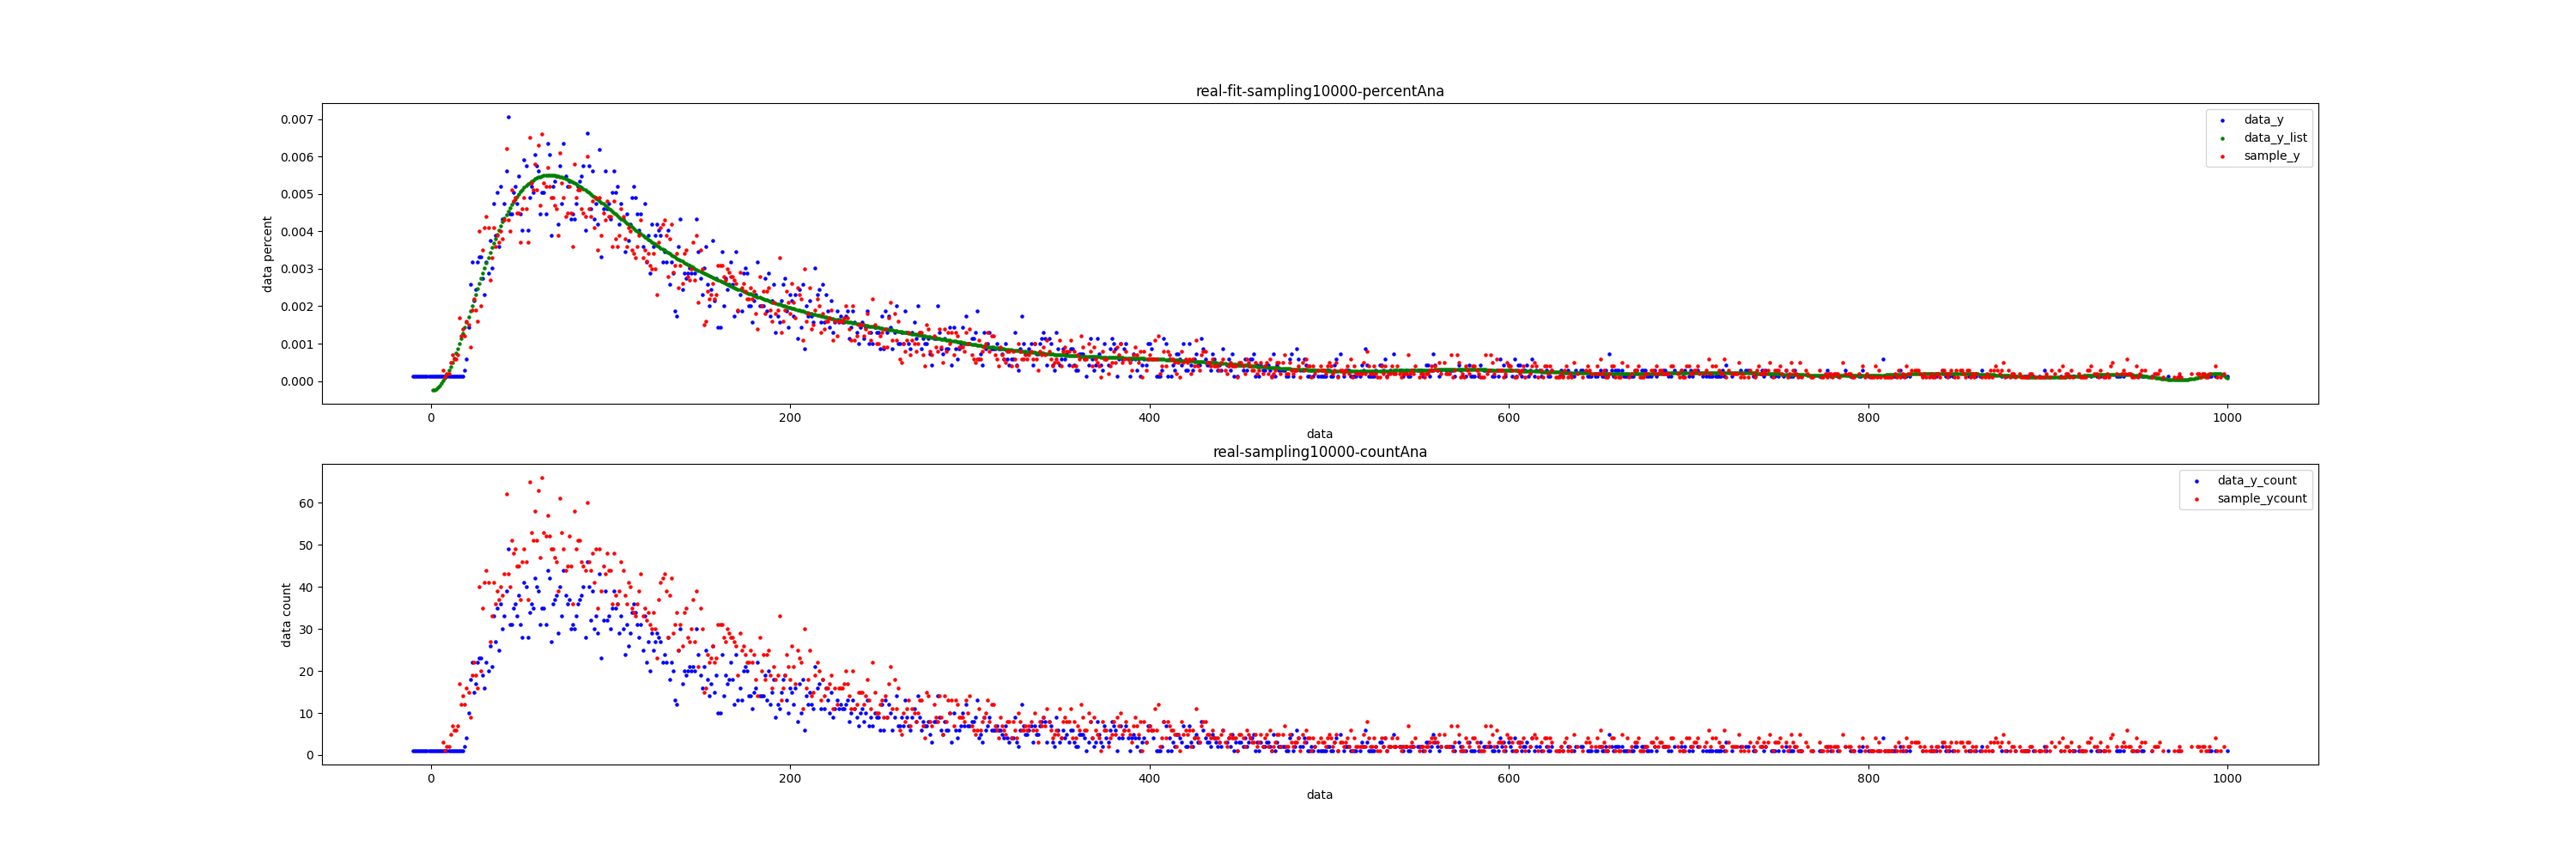 real-fit-sampling10000-percentAna
data percent
0.007
0.006
0.005
0.004
0.003
0.002
0.001
0.000
data_y
data_y_list
sample_y
0 200 400 600 800 1000
data
real-sampling10000-countAna
data count
60
50
40
30
20
10
0
data_y_count
sample_ycount
0 200 400 600 800 1000
data